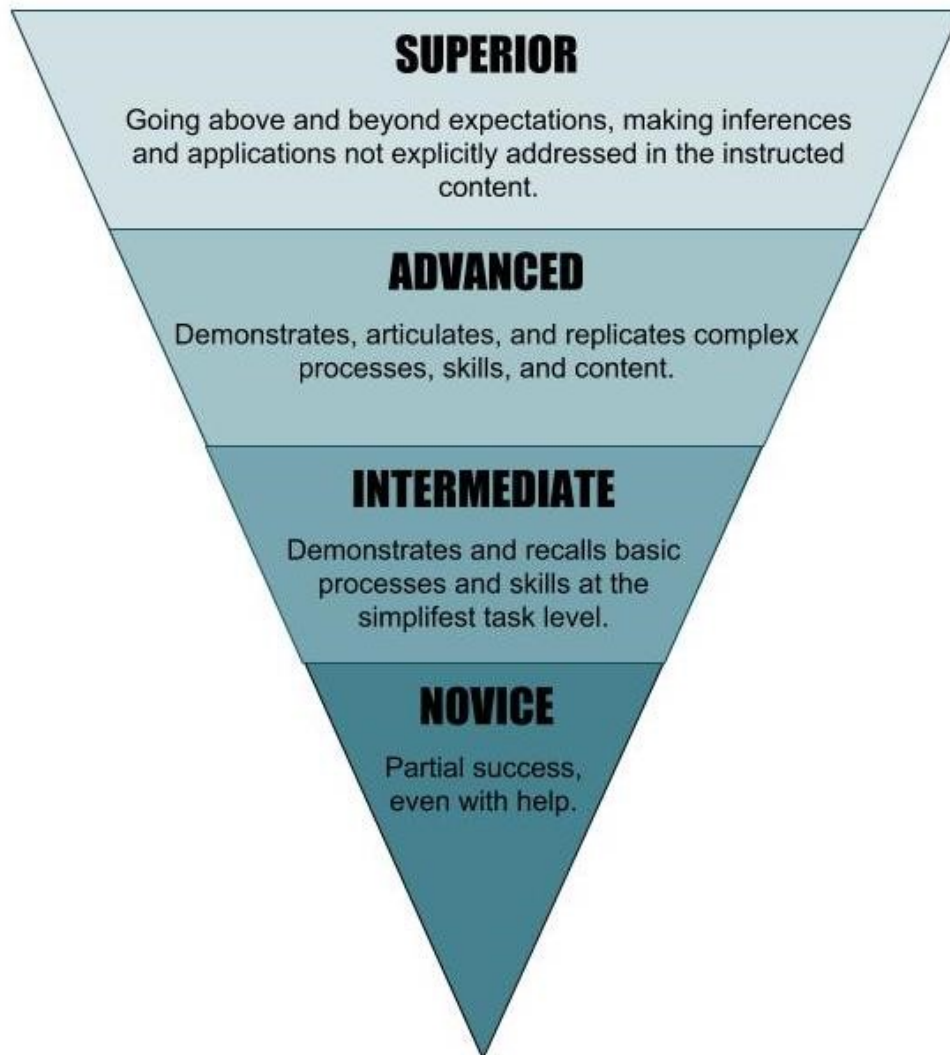 SUPERIOR
Going above and beyond expectations, making inferences
and applications not explicitly addressed in the instructed
content.
ADVANCED
Demonstrates, articulates, and replicates complex
processes, skills, and content.
INTERMEDIATE
Demonstrates and recalls basic
processes and skills at the
simplifest task level.
NOVICE
Partial success,
even with help.